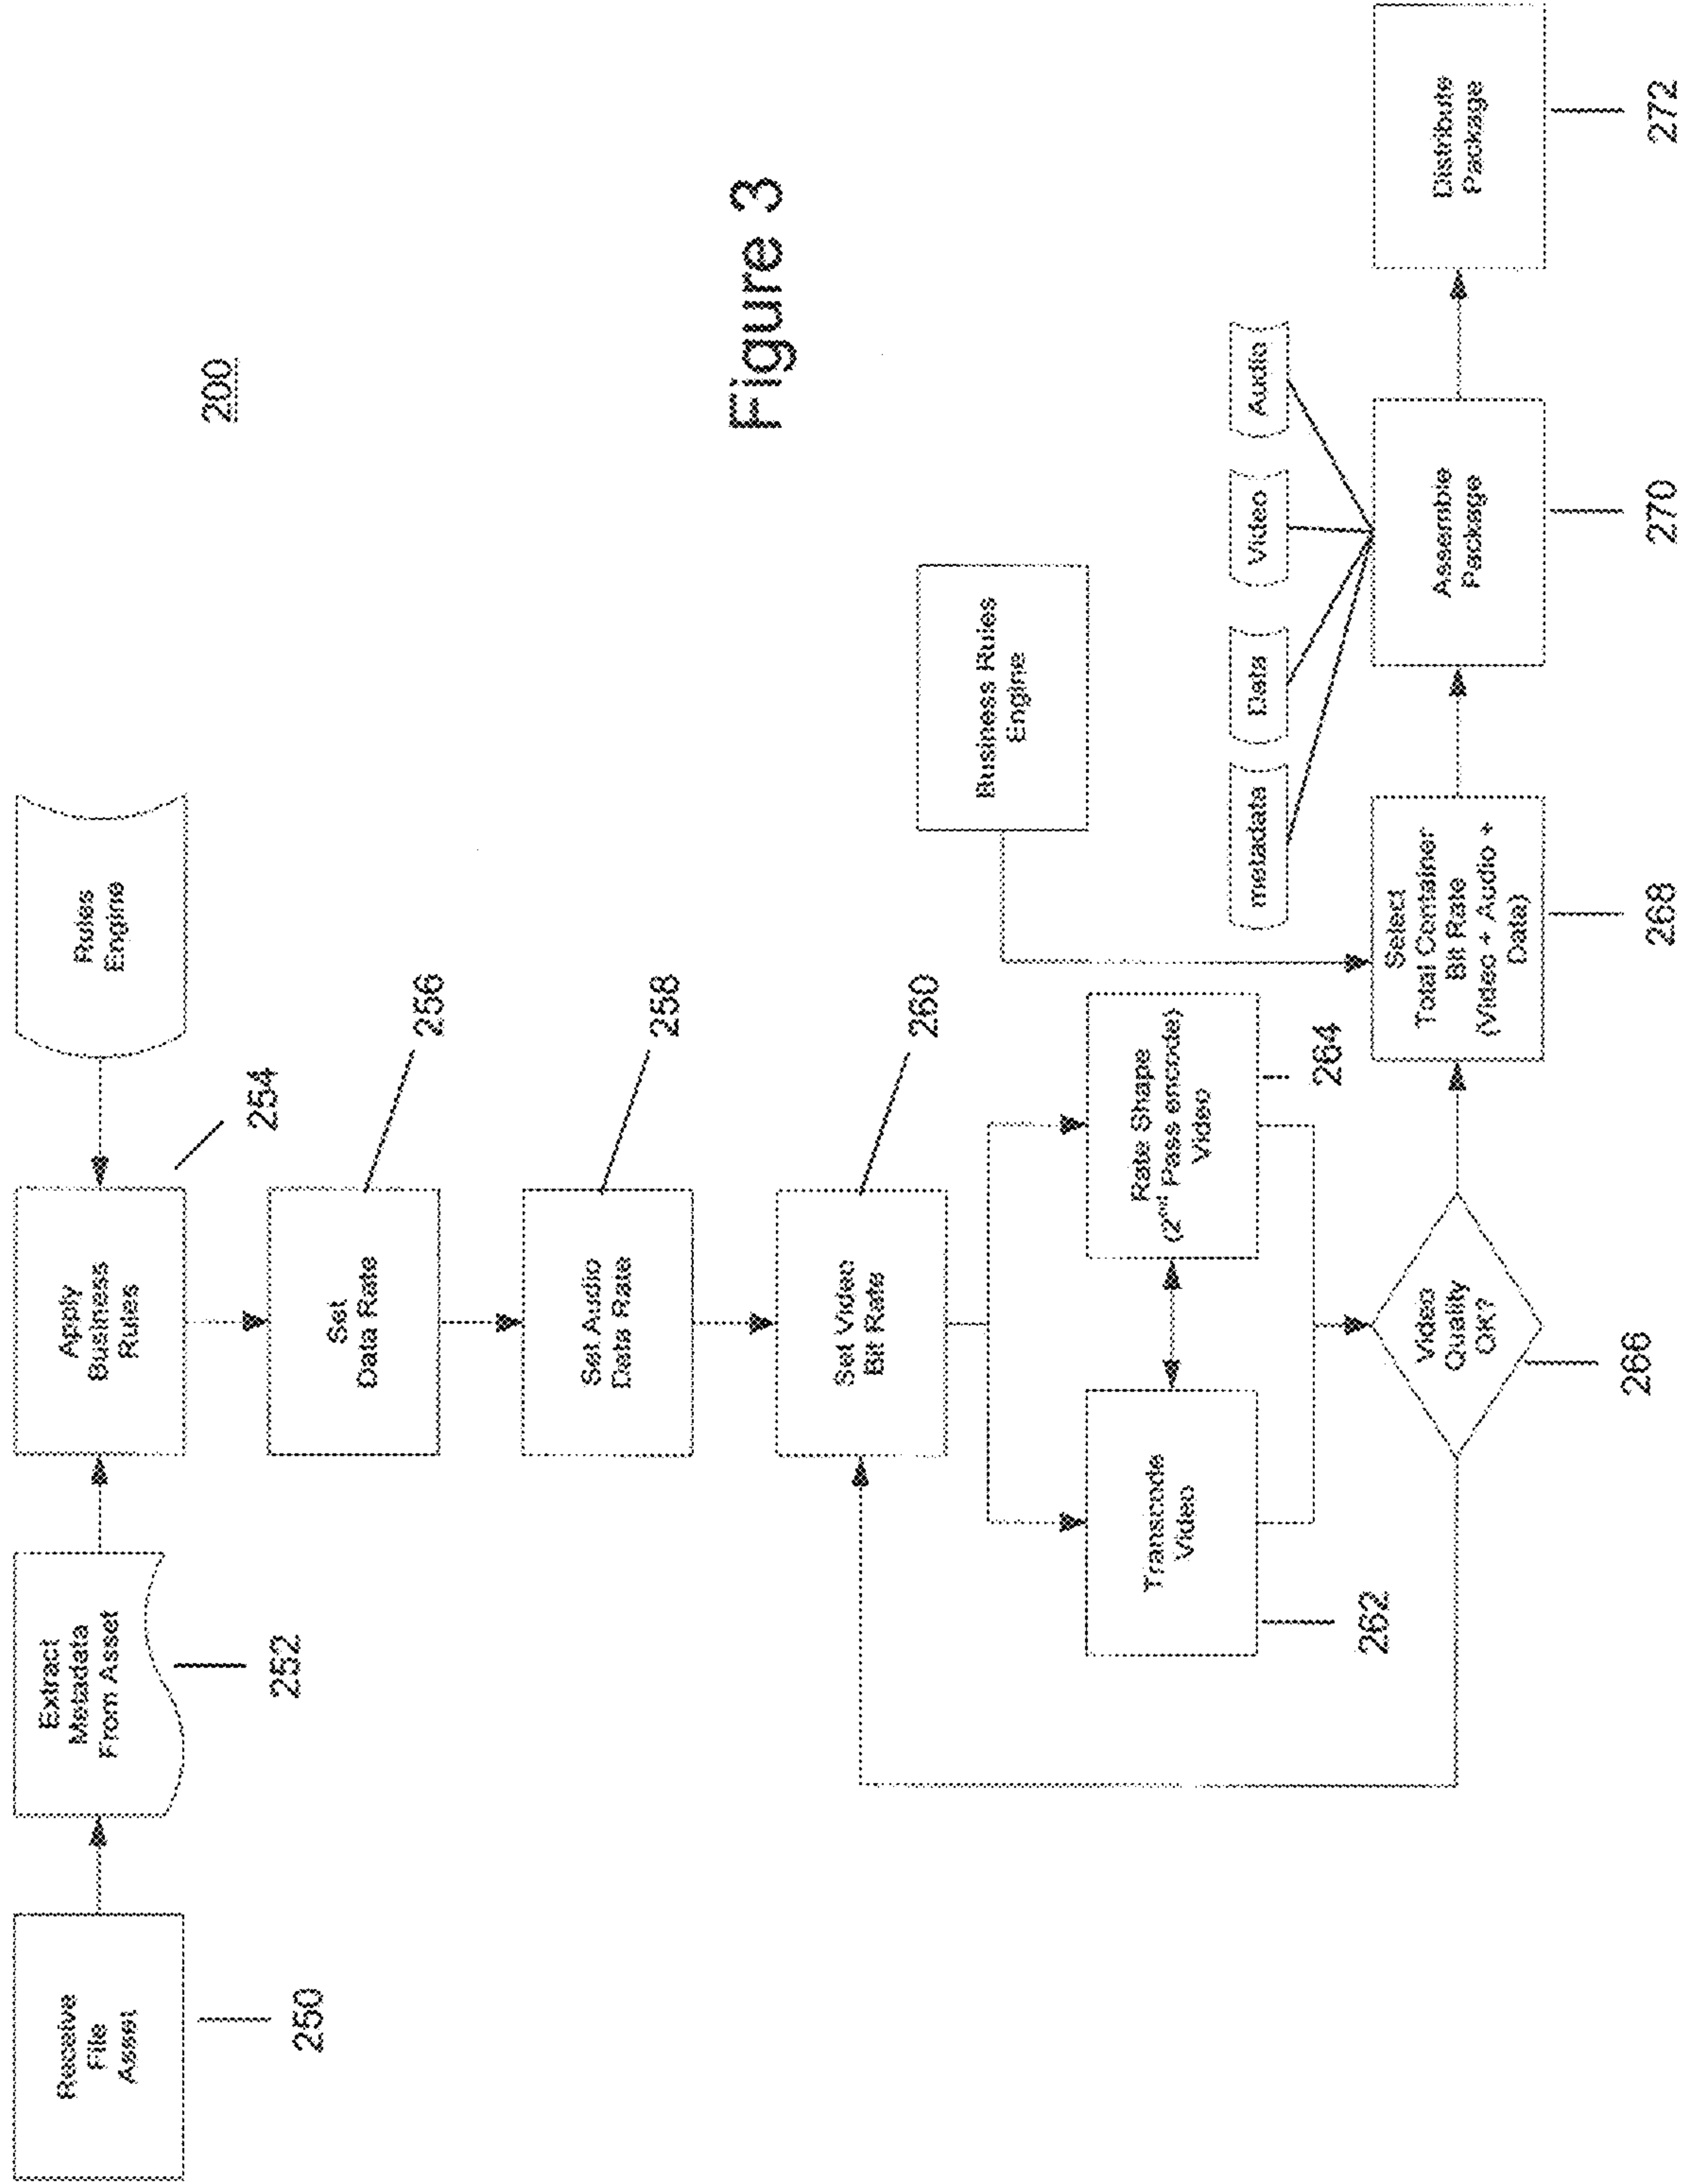 200
Receive
File
Asset
250
Extract
Metadata
From Asset
252
Apply
Business
Rules
254
Rules
Engine
Set
Data Rate
256
Set Audio
Data Rate
258
Set Video
Bit Rate
260
Transcode
Video
262
Rate Shape
(2nd Pass encode)
Video
264
Video
Quality
OK?
266
Business Rules
Engine
Select
Total Container
Bit Rate
(Video + Audio +
Data)
268
metadata
Data
Video
Audio
Assemble
Package
270
Distribute
Package
272
Figure 3